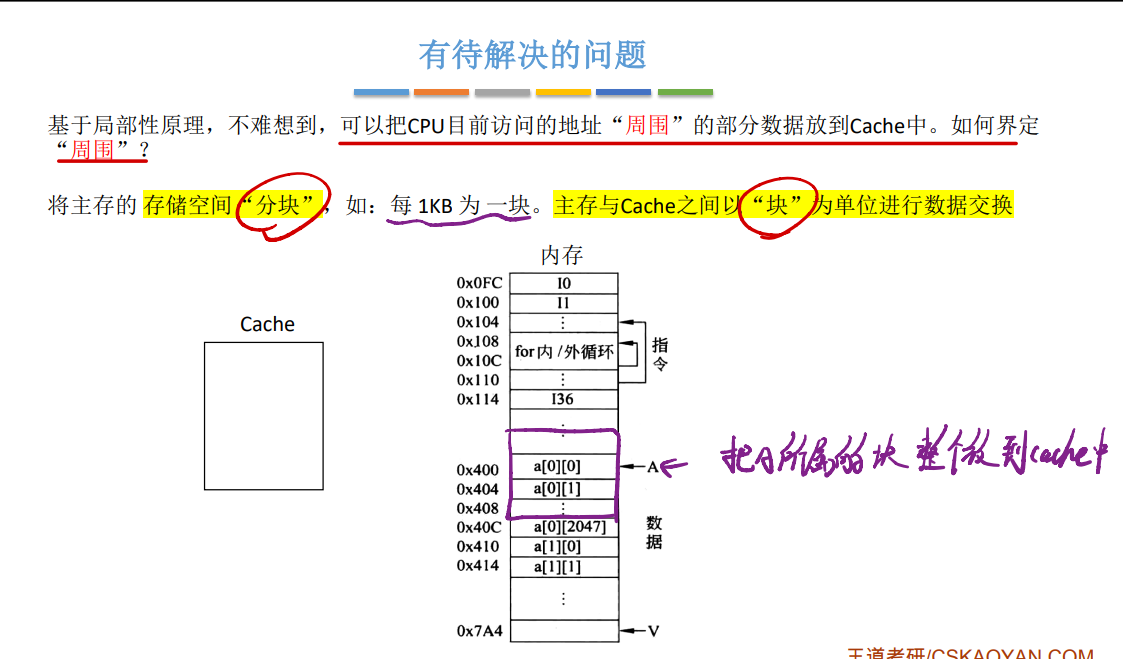 有待解决的问题
基于局部性原理，不难想到，可以把CPU目前访问的地址“周围”的部分数据放到Cache中。如何界定
“周围”？
将主存的 存储空间“分块”，如：每 1KB 为 一块。主存与Cache之间以“块”为单位进行数据交换
内存
Cache
0x0FC I0
0x100 I1
0x104 ⋮
0x108 for内/外循环
0x10C
0x110 ⋮
0x114 I36
指令
⋮
0x400 a[0][0] A
0x404 a[0][1]
0x408 ⋮
0x40C a[0][2047]
0x410 a[1][0]
0x414 a[1][1]
⋮
0x7A4 V
数据
把A所属的块 整个放到cache中
王道考研/CSKAOYAN.COM